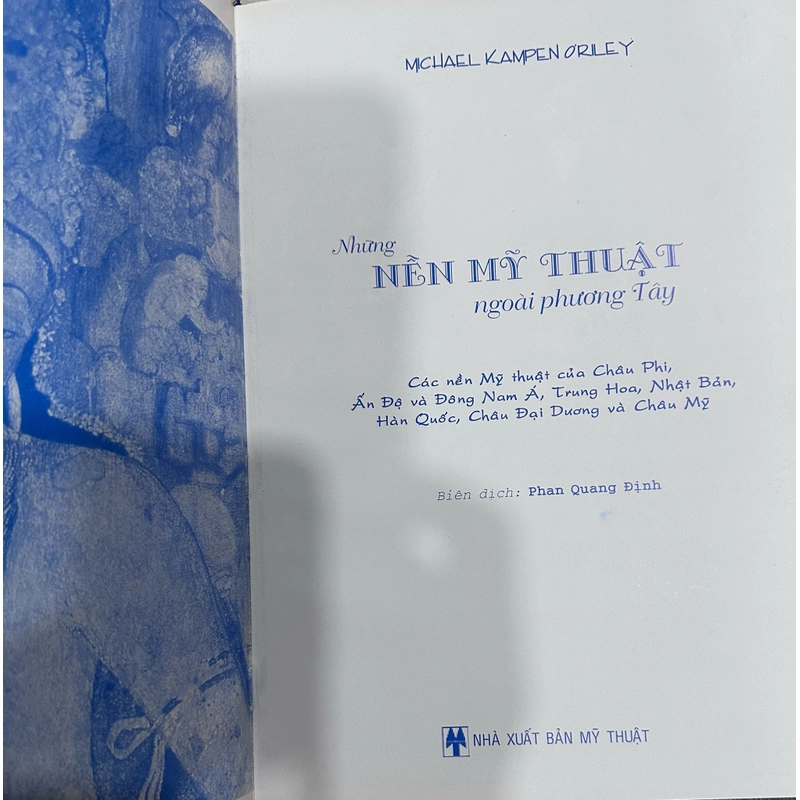 MICHAEL KAMPEN O'RILEY
Những
NỀN MỸ THUẬT
ngoài phương Tây
Các nền Mỹ thuật của Châu Phi,
Ấn Độ và Đông Nam Á, Trung Hoa, Nhật Bản,
Hàn Quốc, Châu Đại Dương và Châu Mỹ
Biên dịch: Phan Quang Định
NHÀ XUẤT BẢN MỸ THUẬT